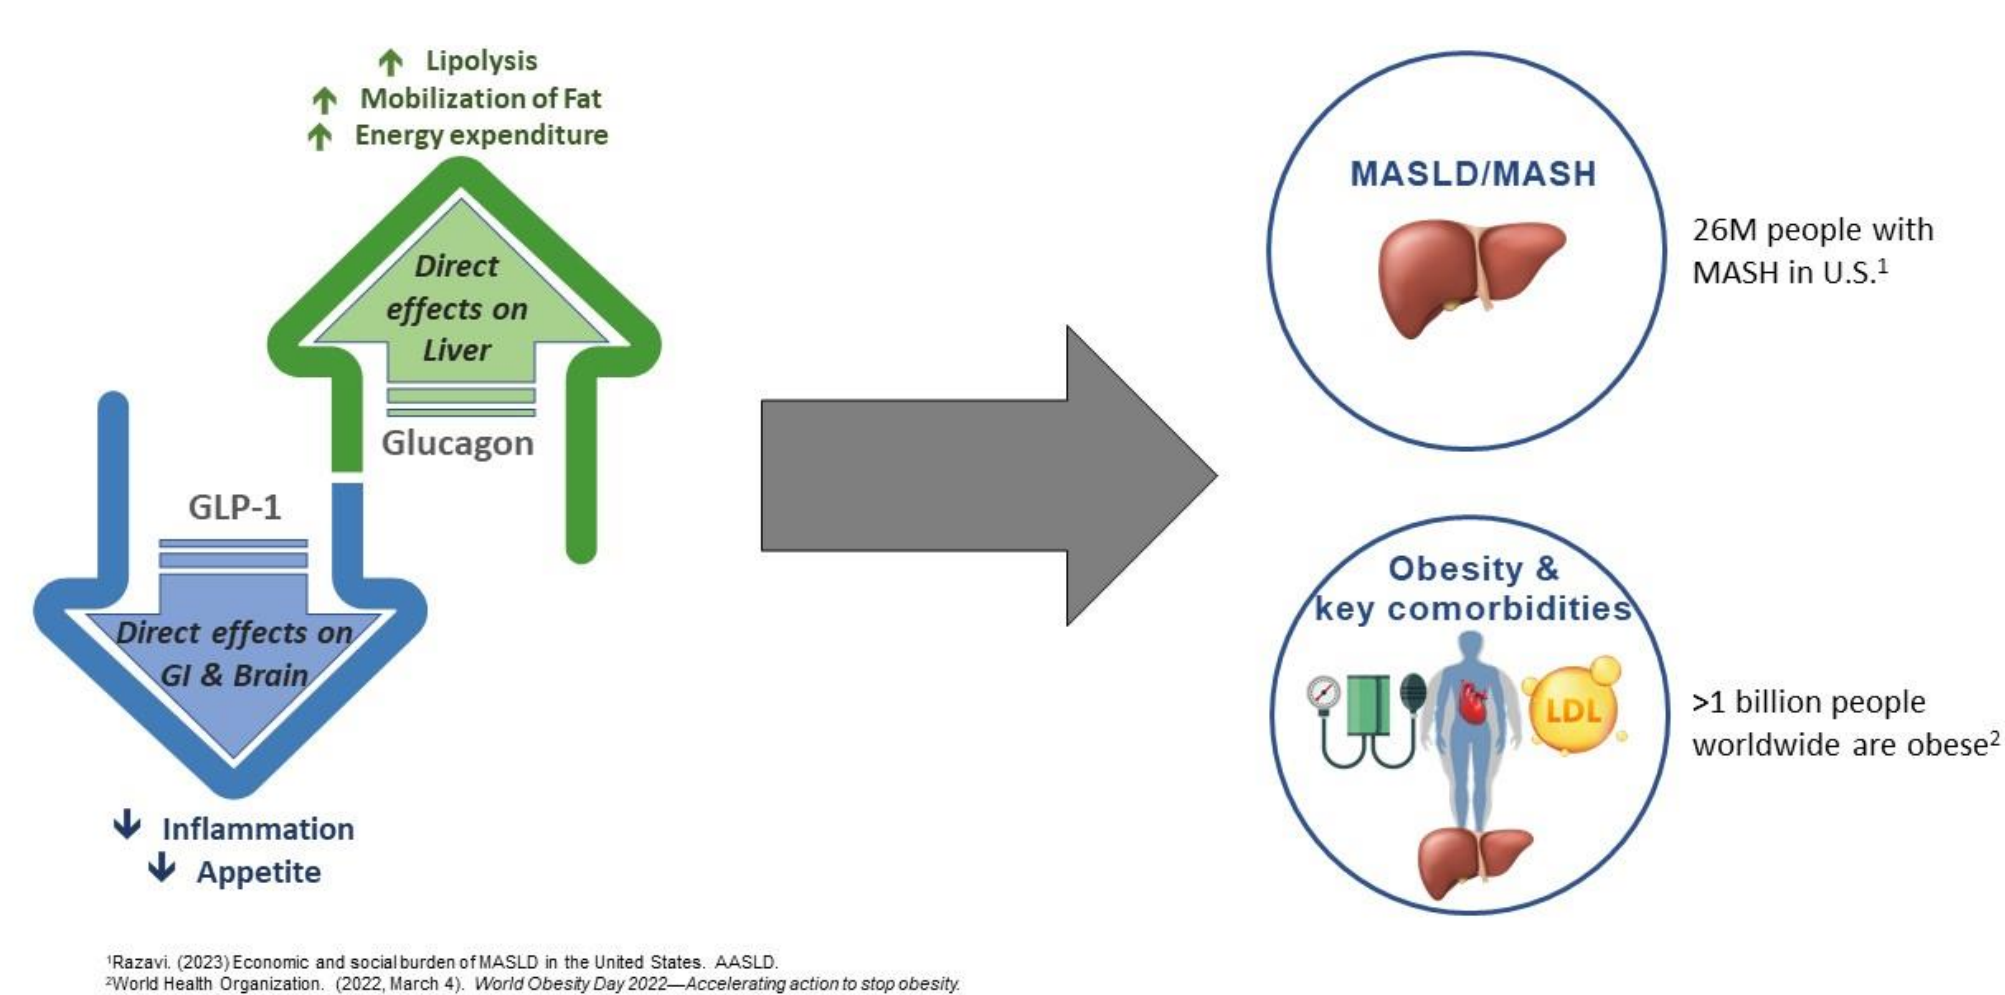 Lipolysis
Mobilization of Fat
Energy expenditure
Direct
effects on
Liver
Glucagon
GLP-1
Direct effects on
GI & Brain
Inflammation
Appetite
MASLD/MASH
26M people with
MASH in U.S.¹
Obesity &
key comorbidities
LDL
>1 billion people
worldwide are obese²
¹Razavi. (2023) Economic and social burden of MASLD in the United States. AASLD.
²World Health Organization. (2022, March 4). World Obesity Day 2022—Accelerating action to stop obesity.